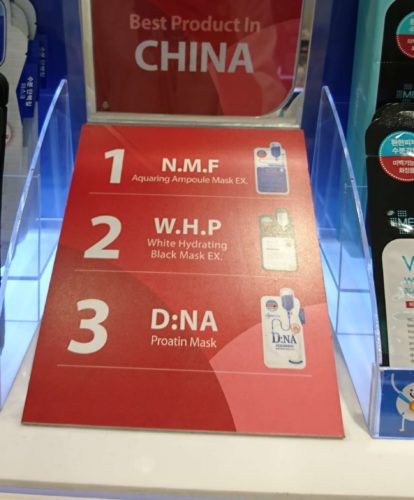 Best Product In
CHINA
1 N.M.F
Aquaring Ampoule Mask EX.
2 W.H.P
White Hydrating
Black Mask EX.
3 D:NA
Proatin Mask
D:NA